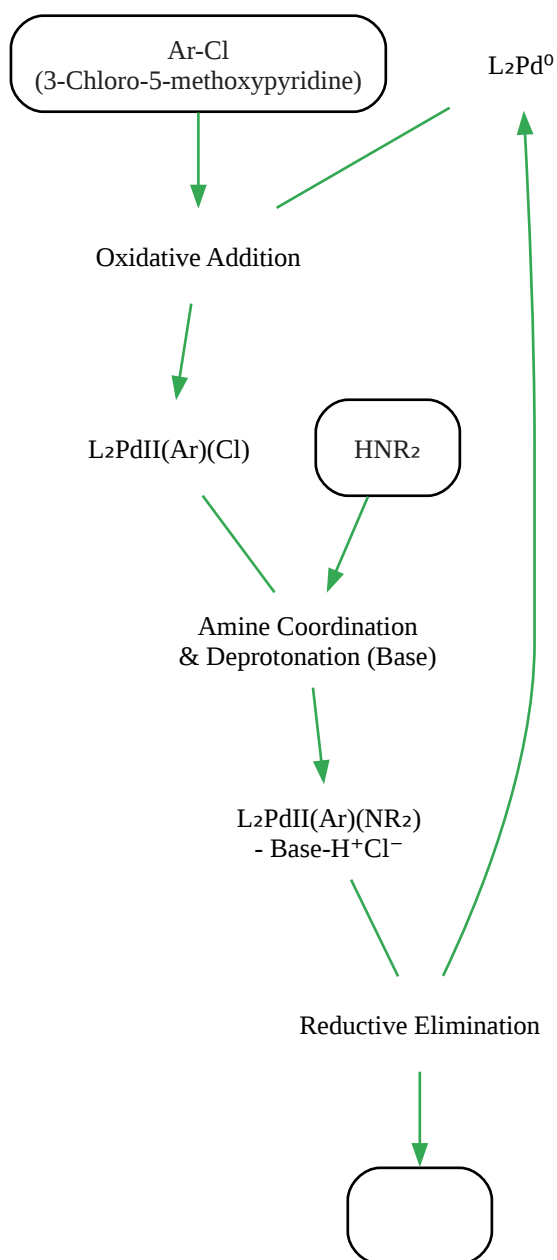 Ar-Cl
(3-Chloro-5-methoxypyridine)
L₂Pd⁰
Oxidative Addition
L₂PdII(Ar)(Cl)
HNR₂
Amine Coordination
& Deprotonation (Base)
L₂PdII(Ar)(NR₂)
- Base-H⁺Cl⁻
Reductive Elimination